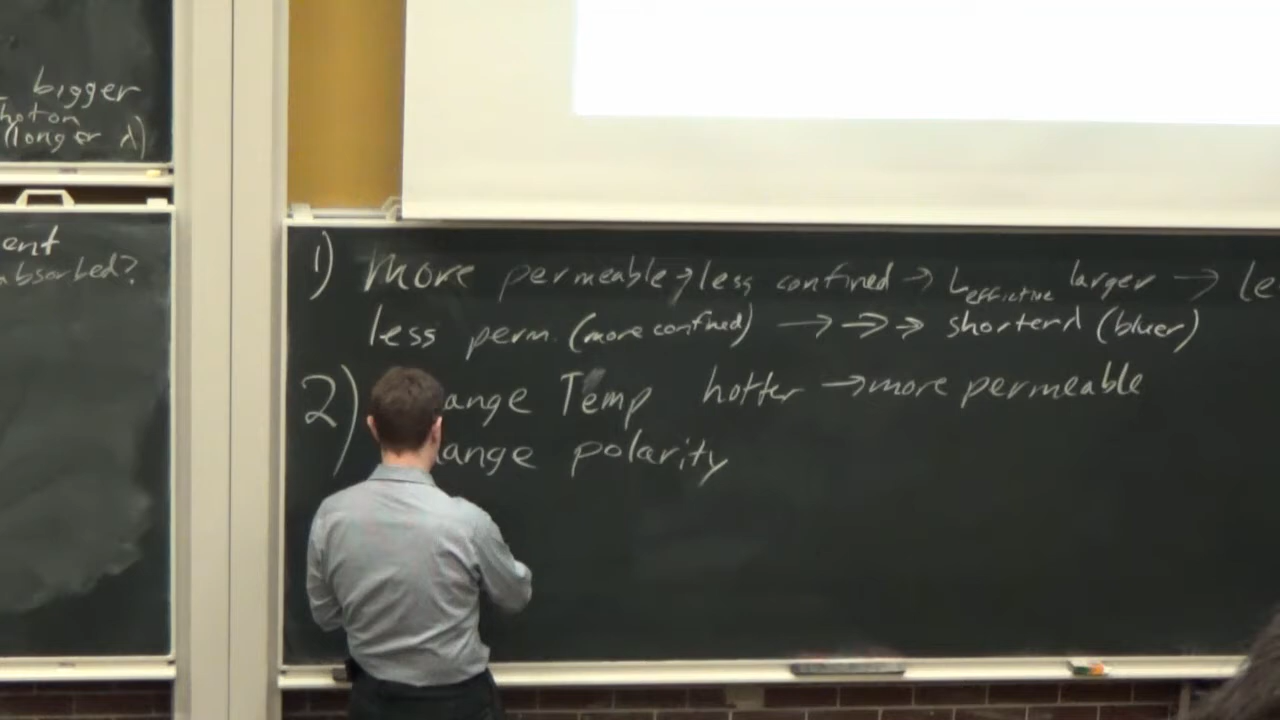 bigger
hoton
(longer λ)
ent
absorbed?
1) More permeable → less confined → Leffective larger → le
less perm. (more confined) → → → shorter λ (bluer)
2) ange Temp hotter → more permeable
ange polarity